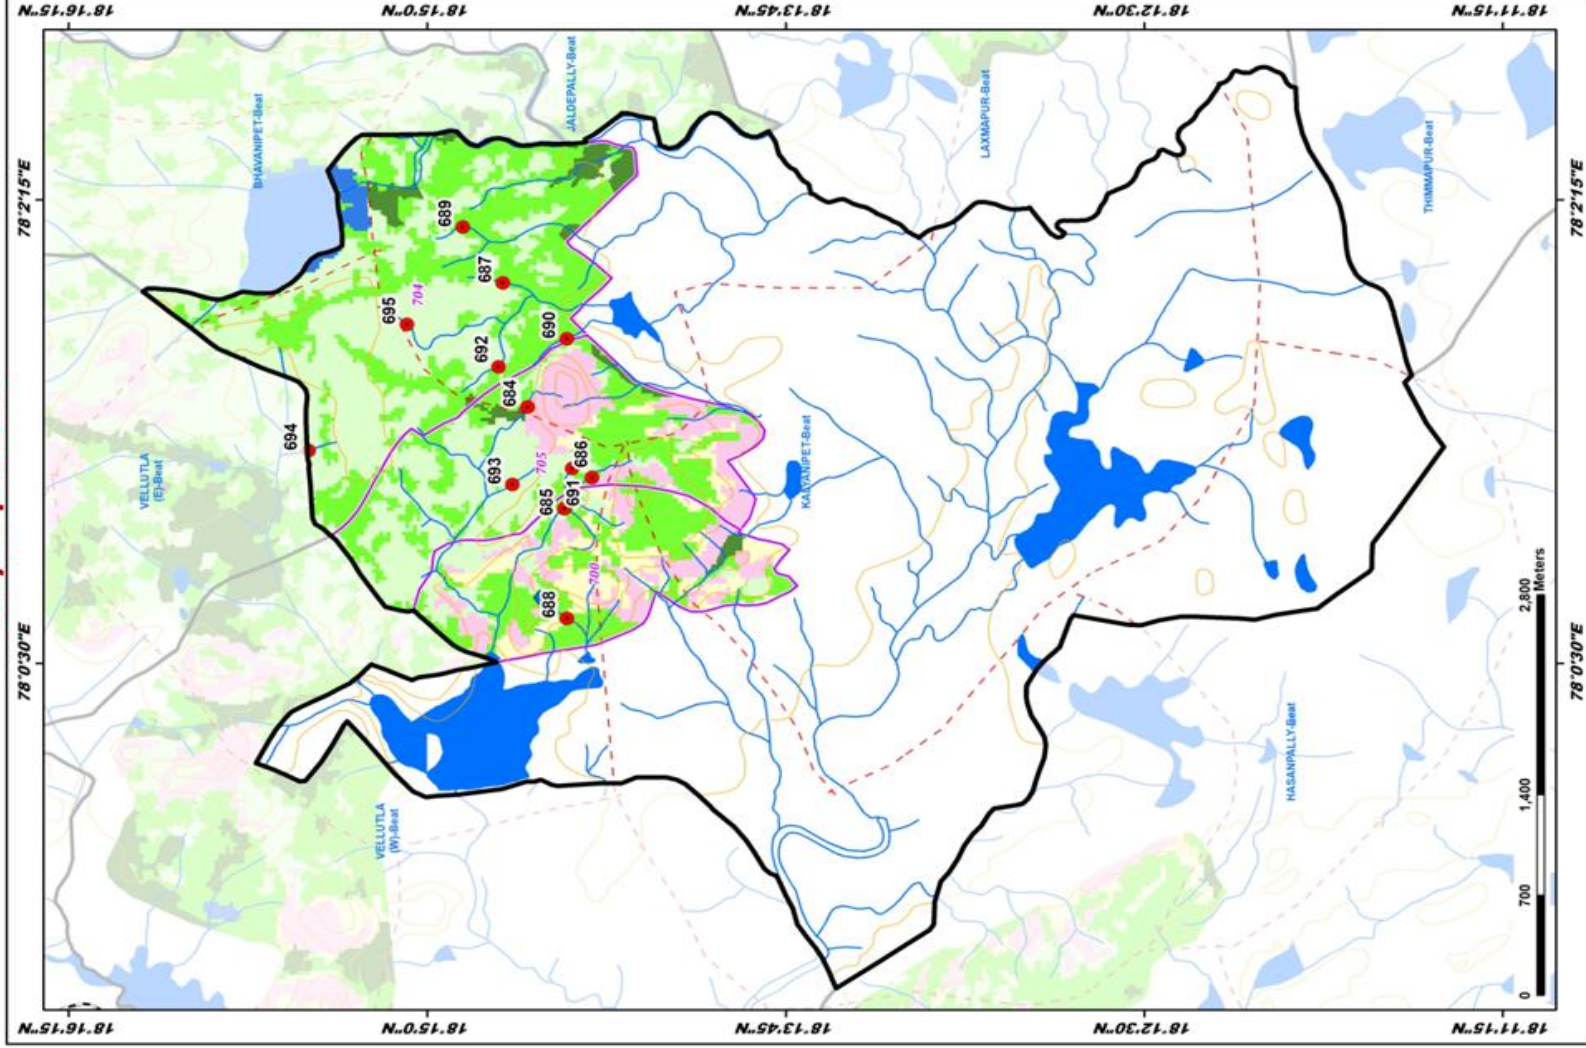 18°16'15"N
18°15'0"N
18°13'45"N
18°12'30"N
18°11'15"N
78°2'15"E
78°2'15"E
BHAVANIPET-Beat
JALDEPALLY-Beat
LAXMAPUR-Beat
THIMMAPUR-Beat
689
687
695
704
692
690
684
694
VELLUTLA
(E)-Beat
693
705
686
685
691
KALYANIPET-Beat
700
688
78°0'30"E
78°0'30"E
VELLUTLA
(W)-Beat
HASANPALLY-Beat
0
700
1,400
2,800
Meters
18°16'15"N
18°15'0"N
18°13'45"N
18°12'30"N
18°11'15"N